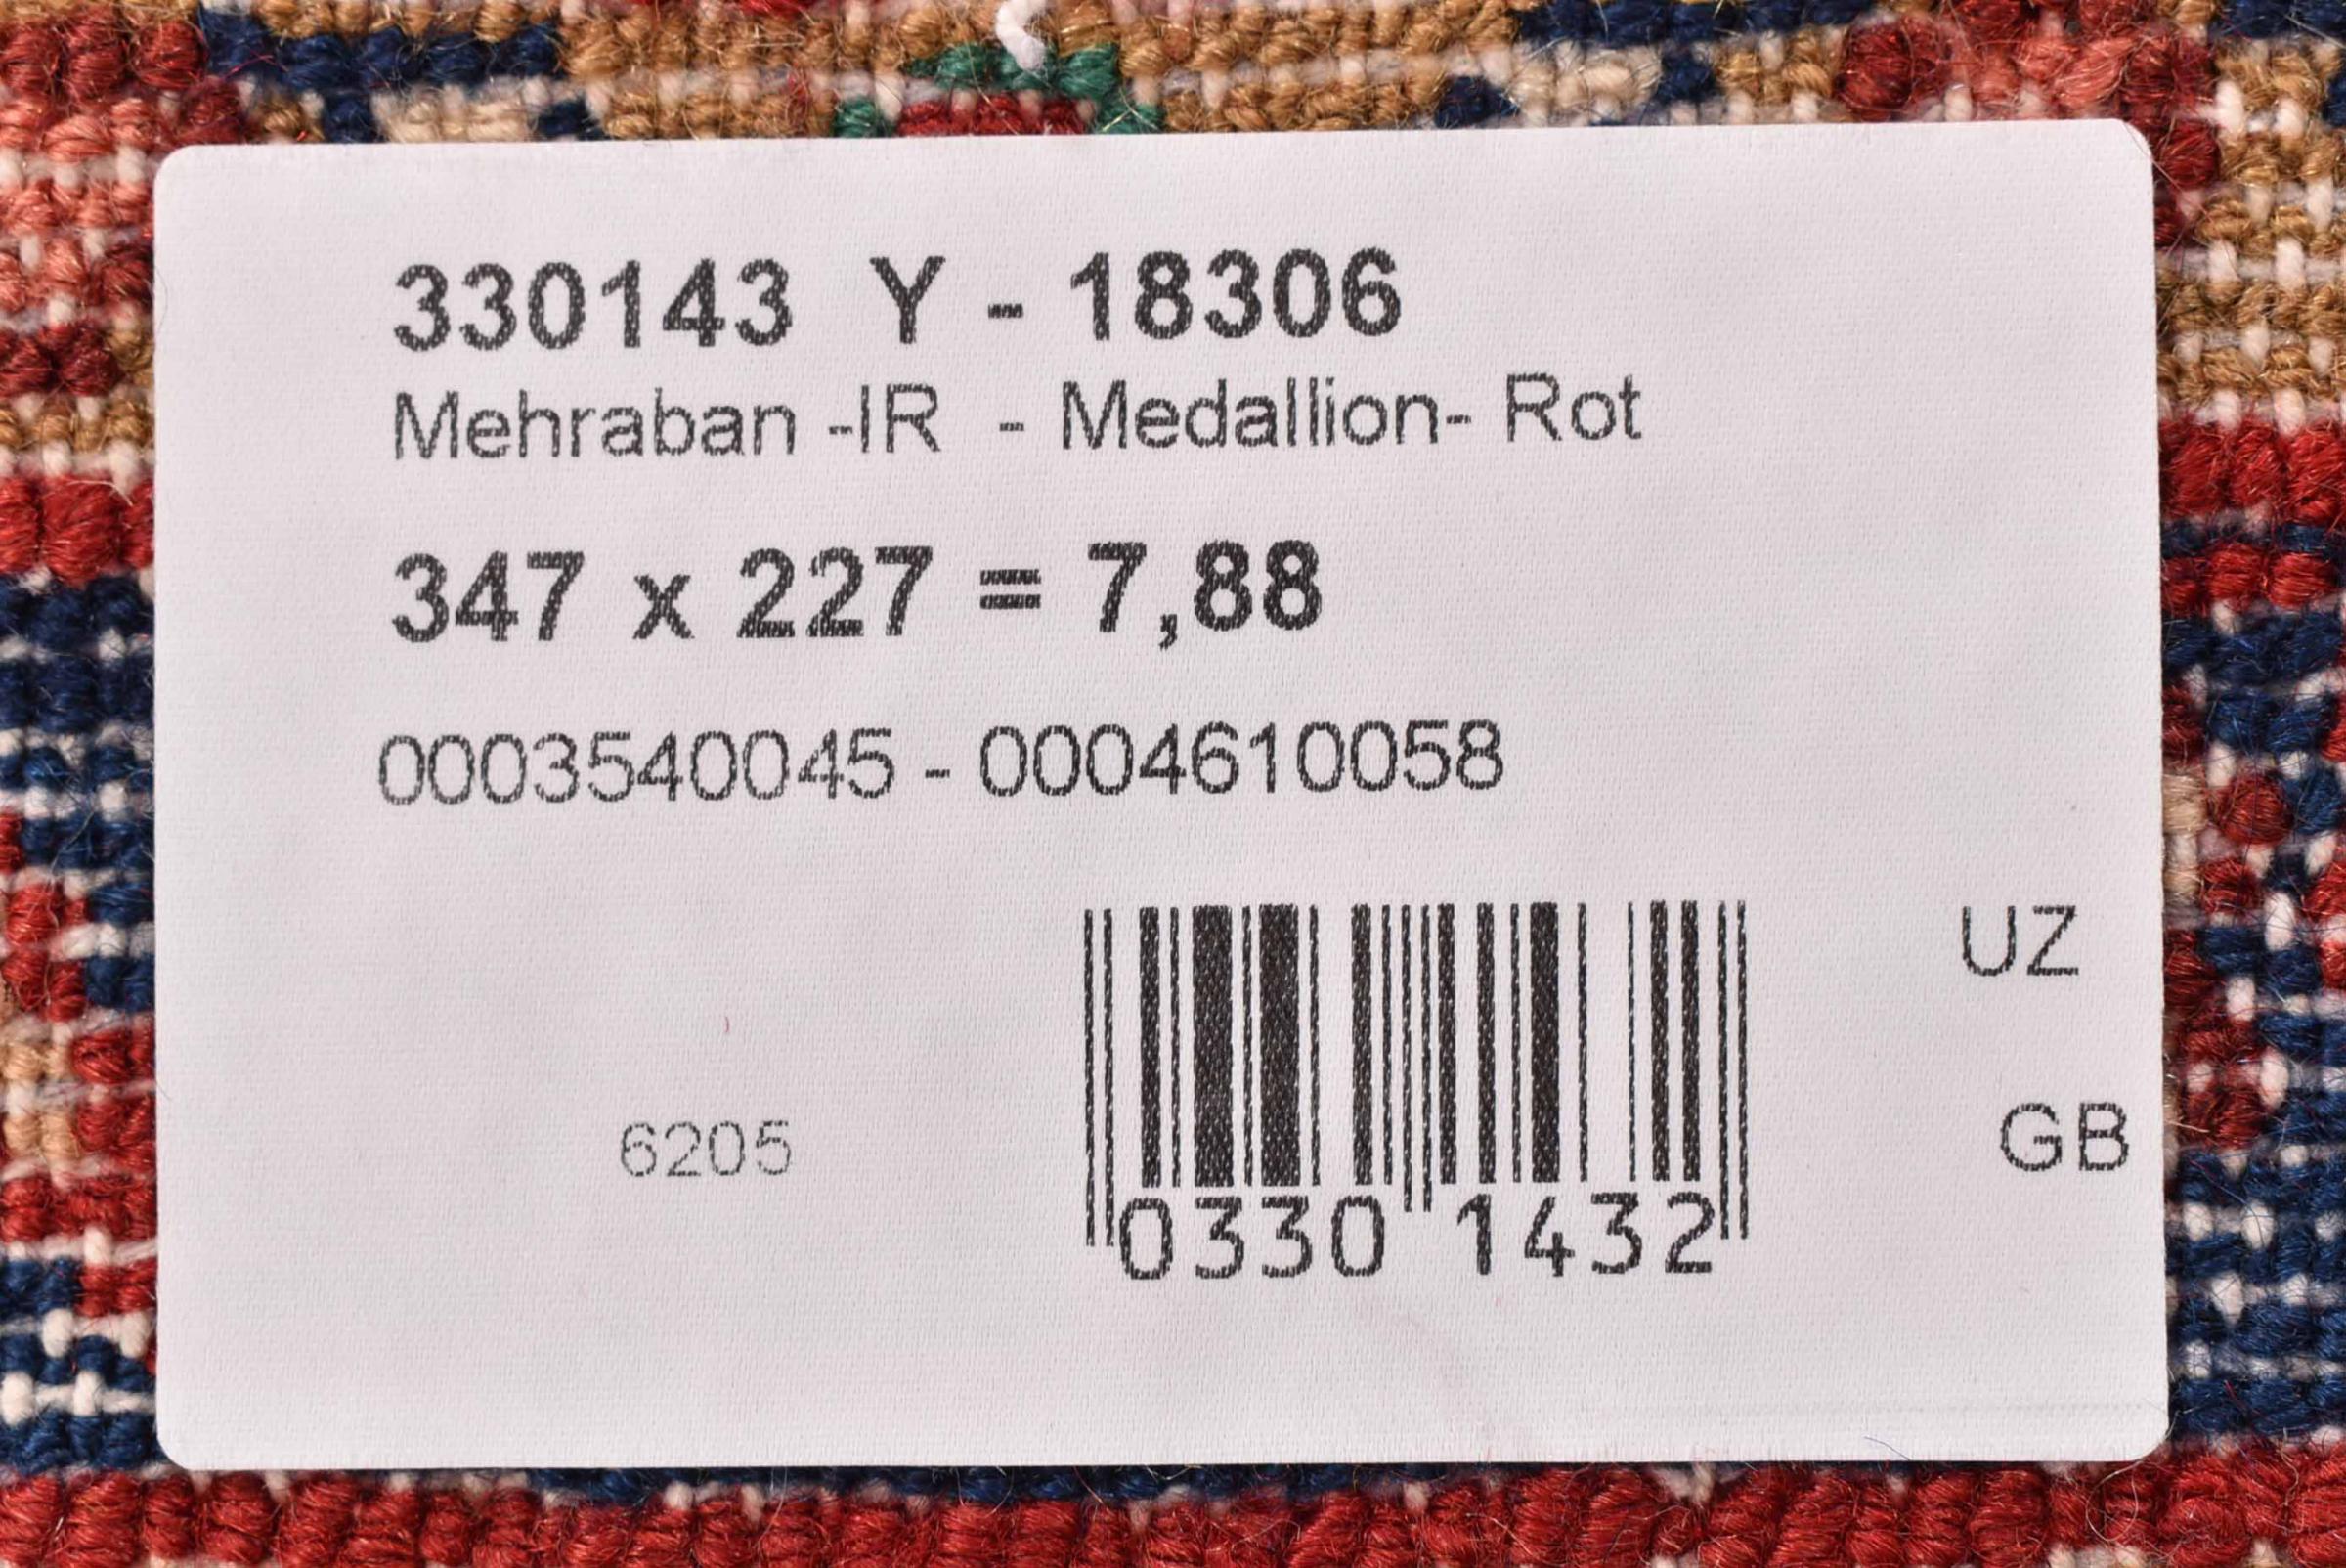 330143 Y - 18306
Mehraban -IR - Medallion- Rot
347 x 227 = 7,88
0003540045 - 0004610058
UZ
GB
6205
0330 1432